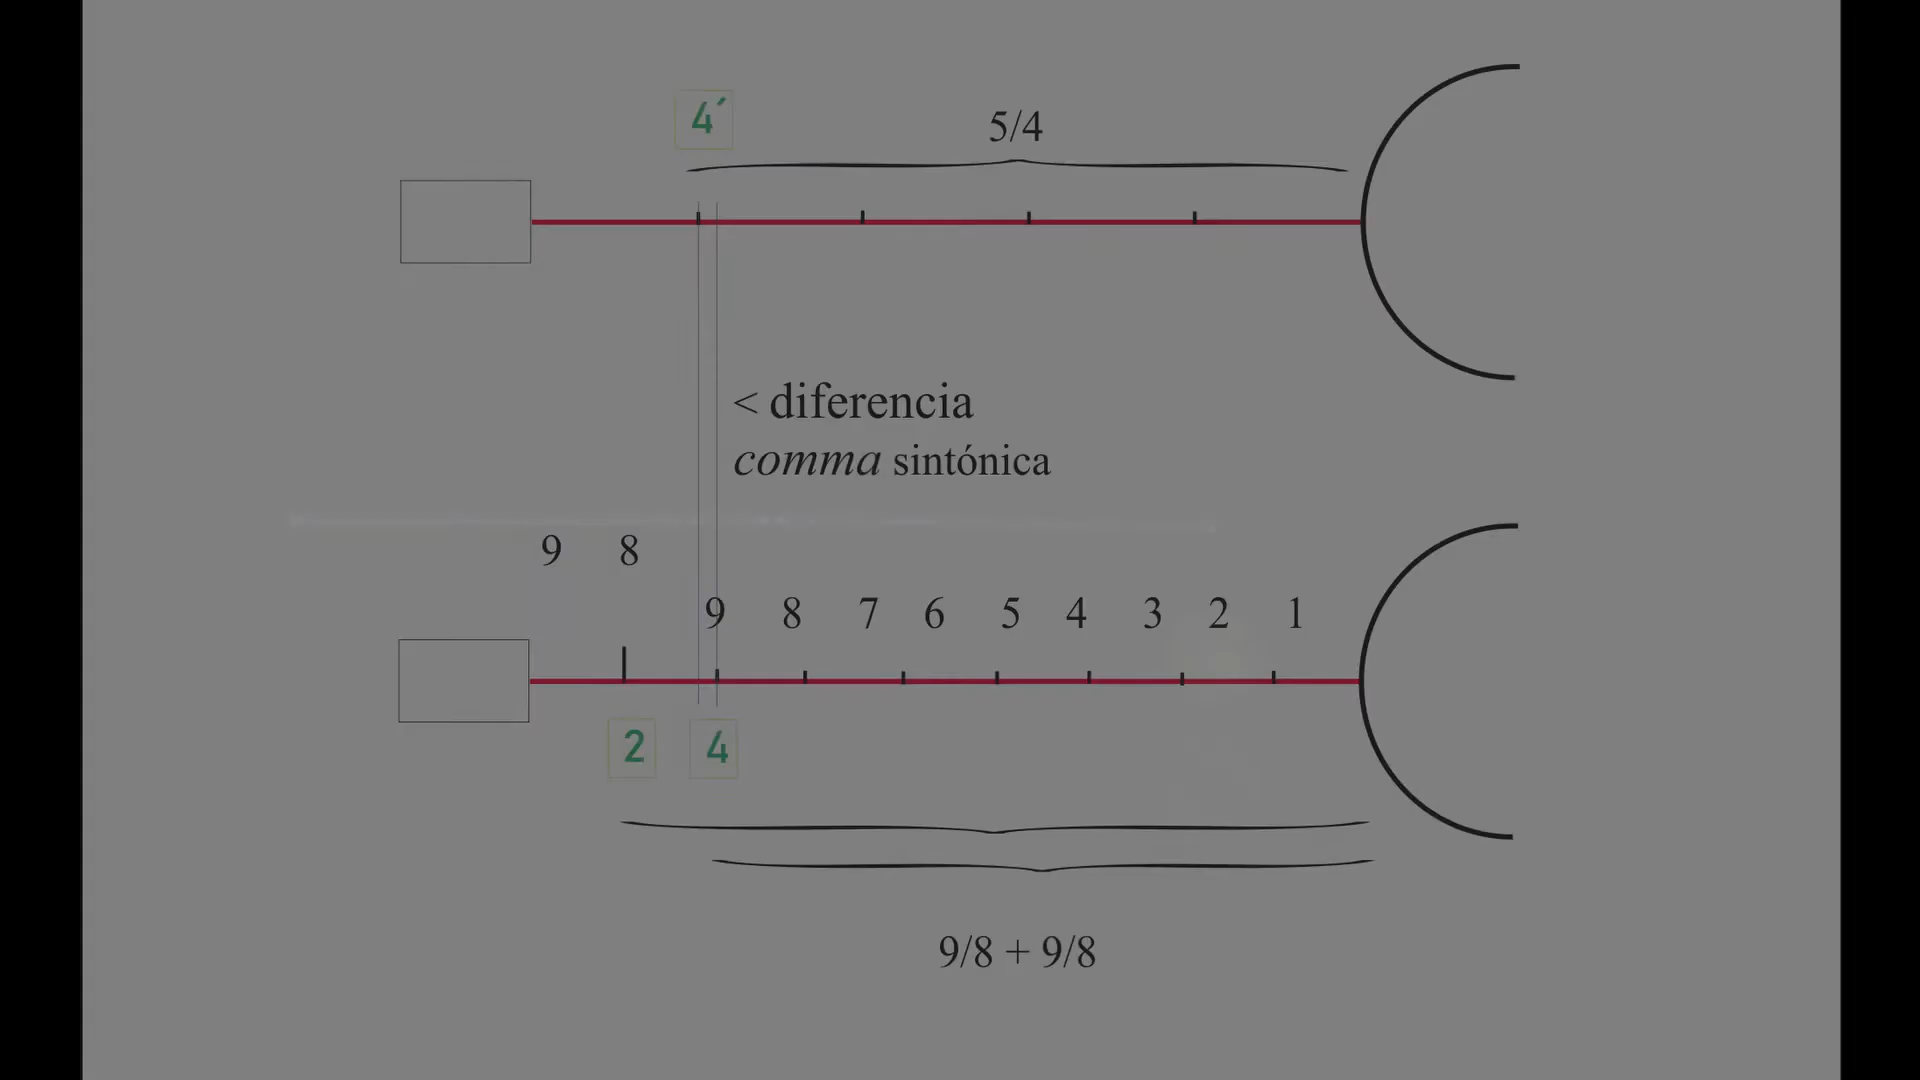 4´
5/4
< diferencia
comma sintónica
9 8
9 8 7 6 5 4 3 2 1
2 4
9/8 + 9/8